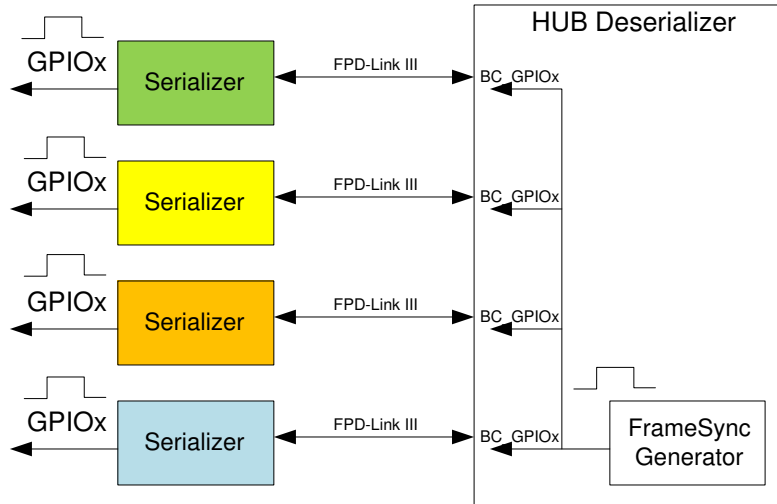 HUB Deserializer
GPIOx
Serializer
FPD-Link III
BC_GPIOx
GPIOx
Serializer
FPD-Link III
BC_GPIOx
GPIOx
Serializer
FPD-Link III
BC_GPIOx
GPIOx
Serializer
FPD-Link III
BC_GPIOx
FrameSync
Generator